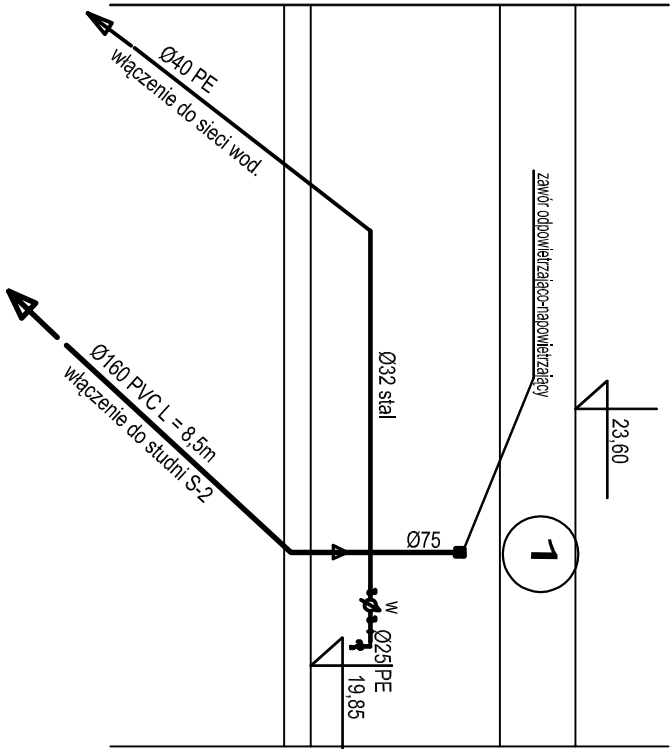 Ø40 PE
włączenie do sieci wod.
zawór odpowietrzająco-napowietrzający
23,60
Ø32 stal
Ø160 PVC L = 8,5m
włączenie do studni S-2
Ø75
1
w
Ø25 PE
19,85